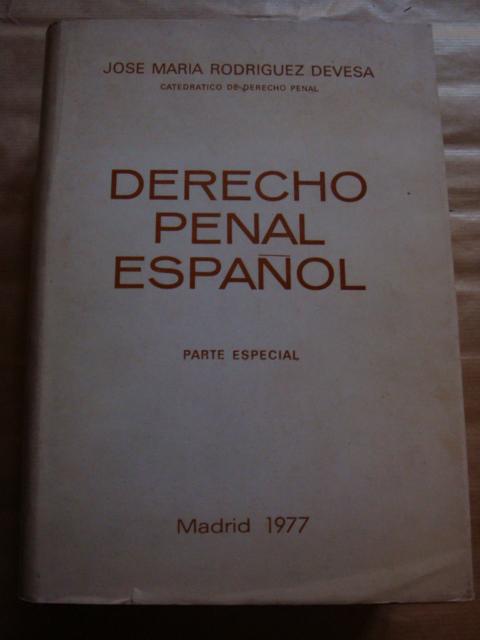 JOSE MARIA RODRIGUEZ DEVESA
CATEDRATICO DE DERECHO PENAL
DERECHO
PENAL
ESPAÑOL
PARTE ESPECIAL
Madrid 1977